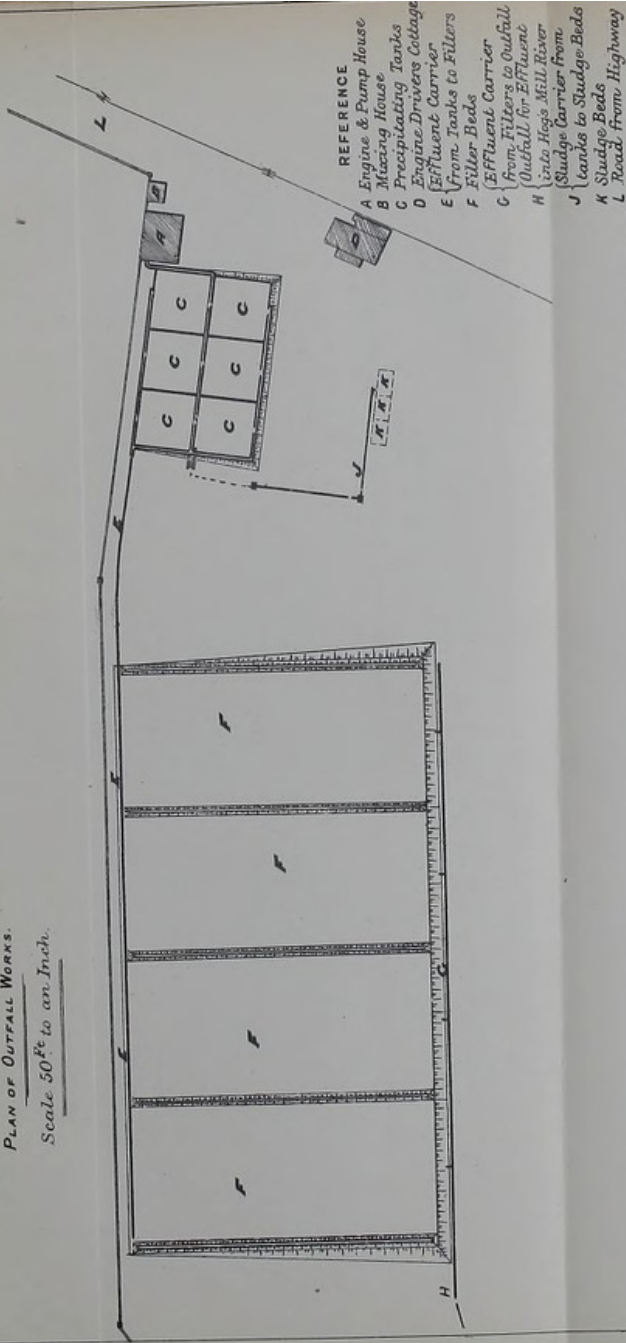 PLAN OF OUTFALL WORKS.
Scale 50Ft to an Inch.
REFERENCE
A Engine & Pump House
B Mixing House
C Precipitating Tanks
D Engine Drivers Cottage
E {Effluent Carrier
from Tanks to Filters
F Filter Beds
G {Effluent Carrier
from Filters to Outfall
H {Outfall for Effluent
into Hogs Mill River
J {Sludge Carrier from
tanks to Sludge Beds
K Sludge Beds
L Road from Highway
L
B
A
C
C
C
C
C
C
D
K
K
K
J
E
E
E
F
F
F
F
G
H